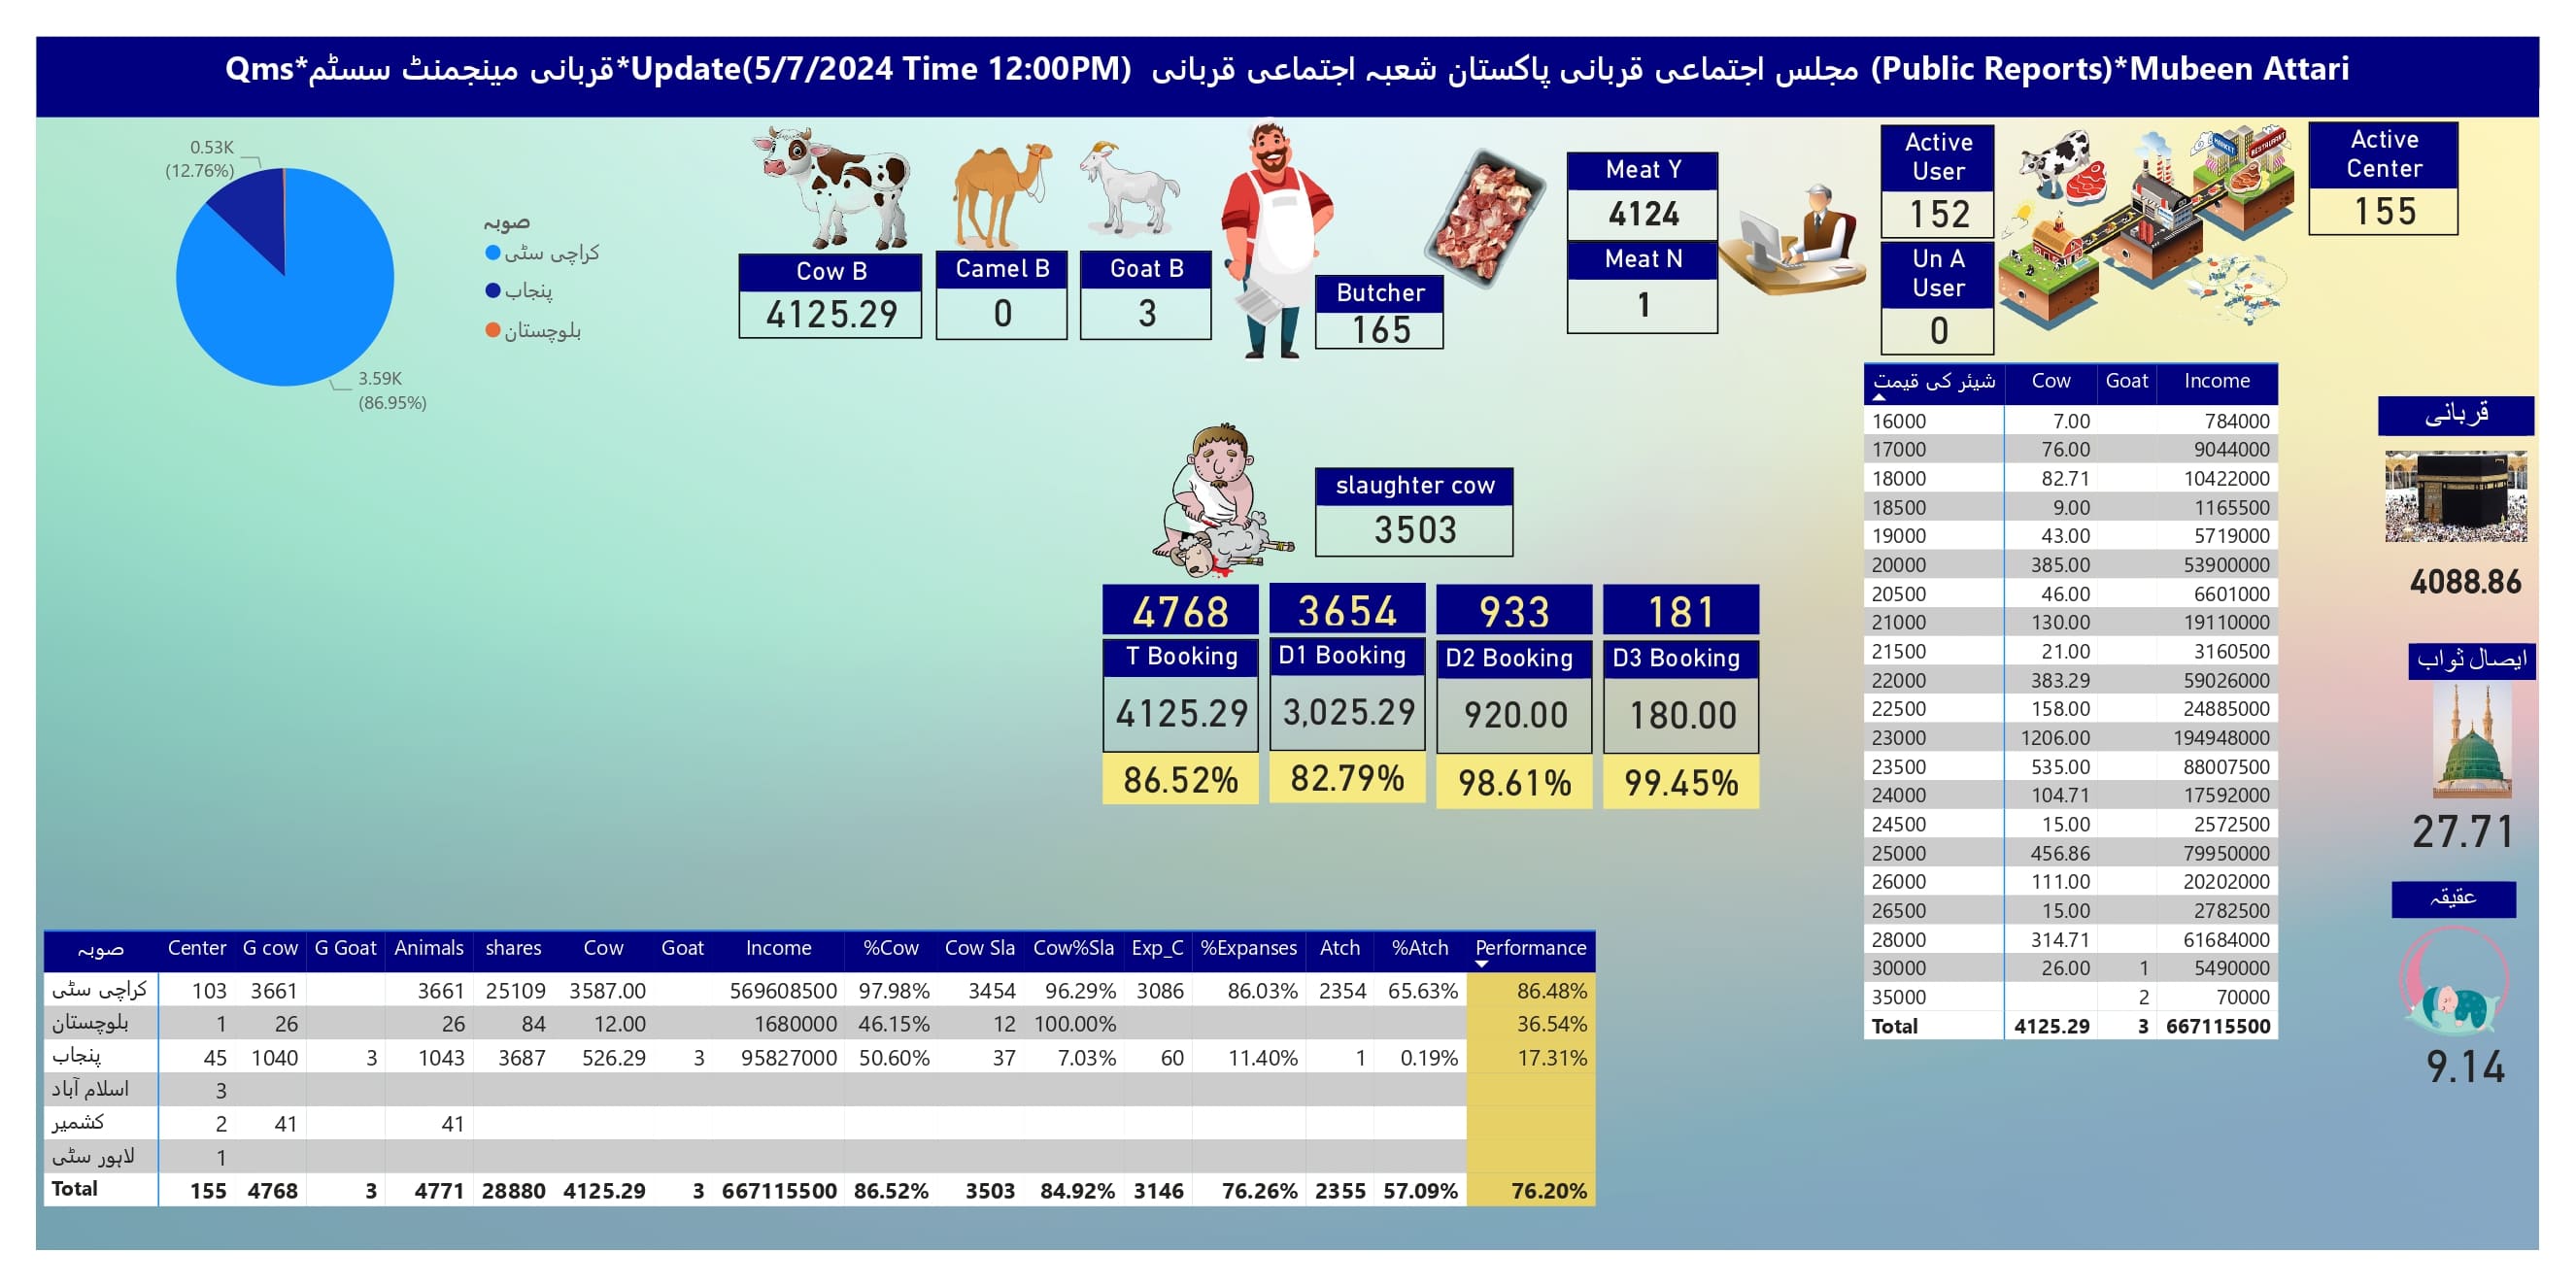 Qms*قربانی مینجمنٹ سسٹم*Update(5/7/2024 Time 12:00PM) مجلس اجتماعی قربانی پاکستان شعبہ اجتماعی قربانی (Public Reports)*Mubeen Attari
0.53K
(12.76%)
3.59K
(86.95%)
صوبہ
کراچی سٹی
پنجاب
بلوچستان
Cow B
4125.29
Camel B
0
Goat B
3
Butcher
165
Meat Y
4124
Meat N
1
Active
User
152
Un A
User
0
MARKET
RESTAURANT
Active
Center
155
slaughter cow
3503
4768 3654 933 181
T Booking D1 Booking D2 Booking D3 Booking
4125.29 3,025.29 920.00 180.00
86.52% 82.79% 98.61% 99.45%
شیئر کی قیمت Cow Goat Income
16000 7.00 784000
17000 76.00 9044000
18000 82.71 10422000
18500 9.00 1165500
19000 43.00 5719000
20000 385.00 53900000
20500 46.00 6601000
21000 130.00 19110000
21500 21.00 3160500
22000 383.29 59026000
22500 158.00 24885000
23000 1206.00 194948000
23500 535.00 88007500
24000 104.71 17592000
24500 15.00 2572500
25000 456.86 79950000
26000 111.00 20202000
26500 15.00 2782500
28000 314.71 61684000
30000 26.00 1 5490000
35000 2 70000
Total 4125.29 3 667115500
قربانی
4088.86
ایصال ثواب
27.71
عقیقہ
9.14
صوبہ Center G cow G Goat Animals shares Cow Goat Income %Cow Cow Sla Cow%Sla Exp_C %Expanses Atch %Atch Performance
کراچی سٹی 103 3661 3661 25109 3587.00 569608500 97.98% 3454 96.29% 3086 86.03% 2354 65.63% 86.48%
بلوچستان 1 26 26 84 12.00 1680000 46.15% 12 100.00% 36.54%
پنجاب 45 1040 3 1043 3687 526.29 3 95827000 50.60% 37 7.03% 60 11.40% 1 0.19% 17.31%
اسلام آباد 3
کشمیر 2 41 41
لاہور سٹی 1
Total 155 4768 3 4771 28880 4125.29 3 667115500 86.52% 3503 84.92% 3146 76.26% 2355 57.09% 76.20%